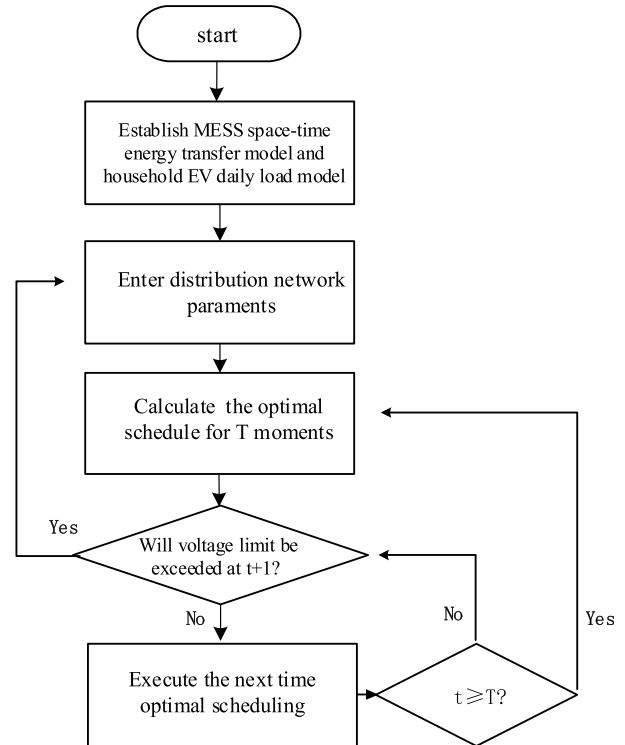 start
Establish MESS space-time
energy transfer model and
household EV daily load model
Enter distribution network
paraments
Calculate the optimal
schedule for T moments
Yes
Will voltage limit be
exceeded at t+1?
No
No
Yes
Execute the next time
optimal scheduling
t≥T?